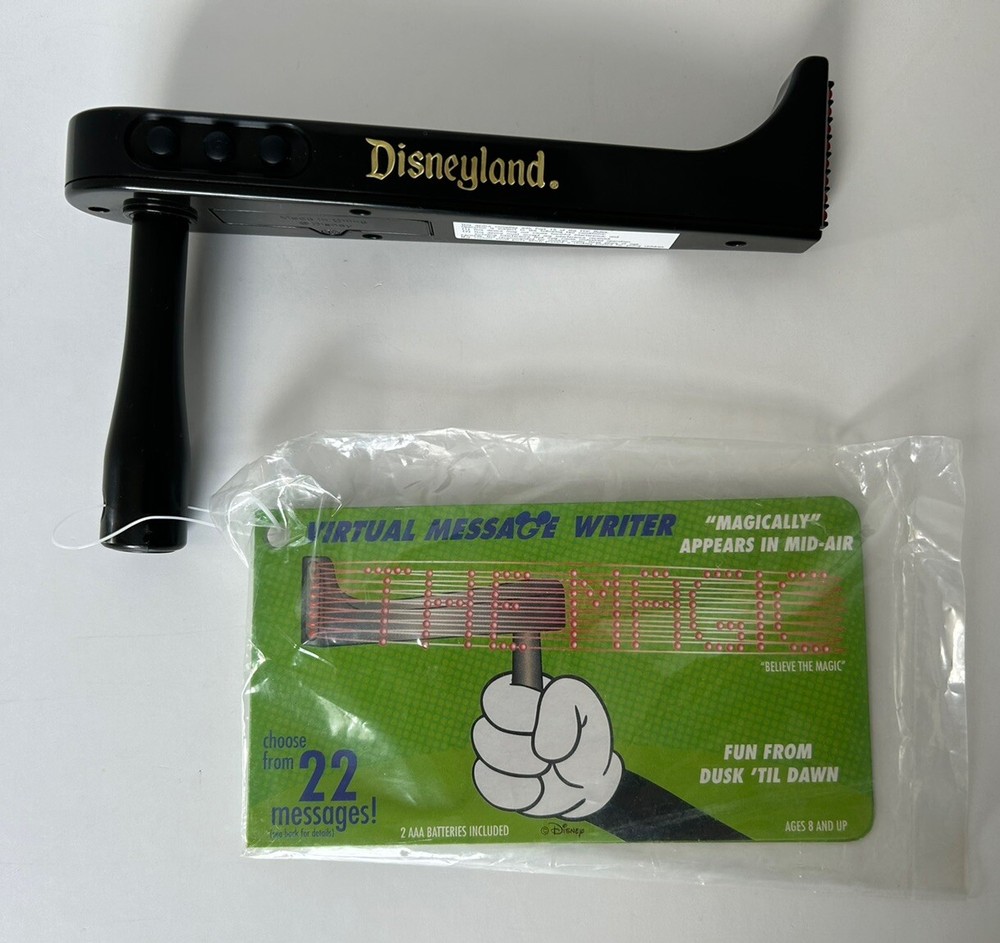 Disneyland®
VIRTUAL MESSAGE WRITER
"MAGICALLY"
APPEARS IN MID-AIR
THE MAGIC
"BELIEVE THE MAGIC"
choose
from 22
messages!
(see back for details)
FUN FROM
DUSK 'TIL DAWN
2 AAA BATTERIES INCLUDED
© Disney
AGES 8 AND UP